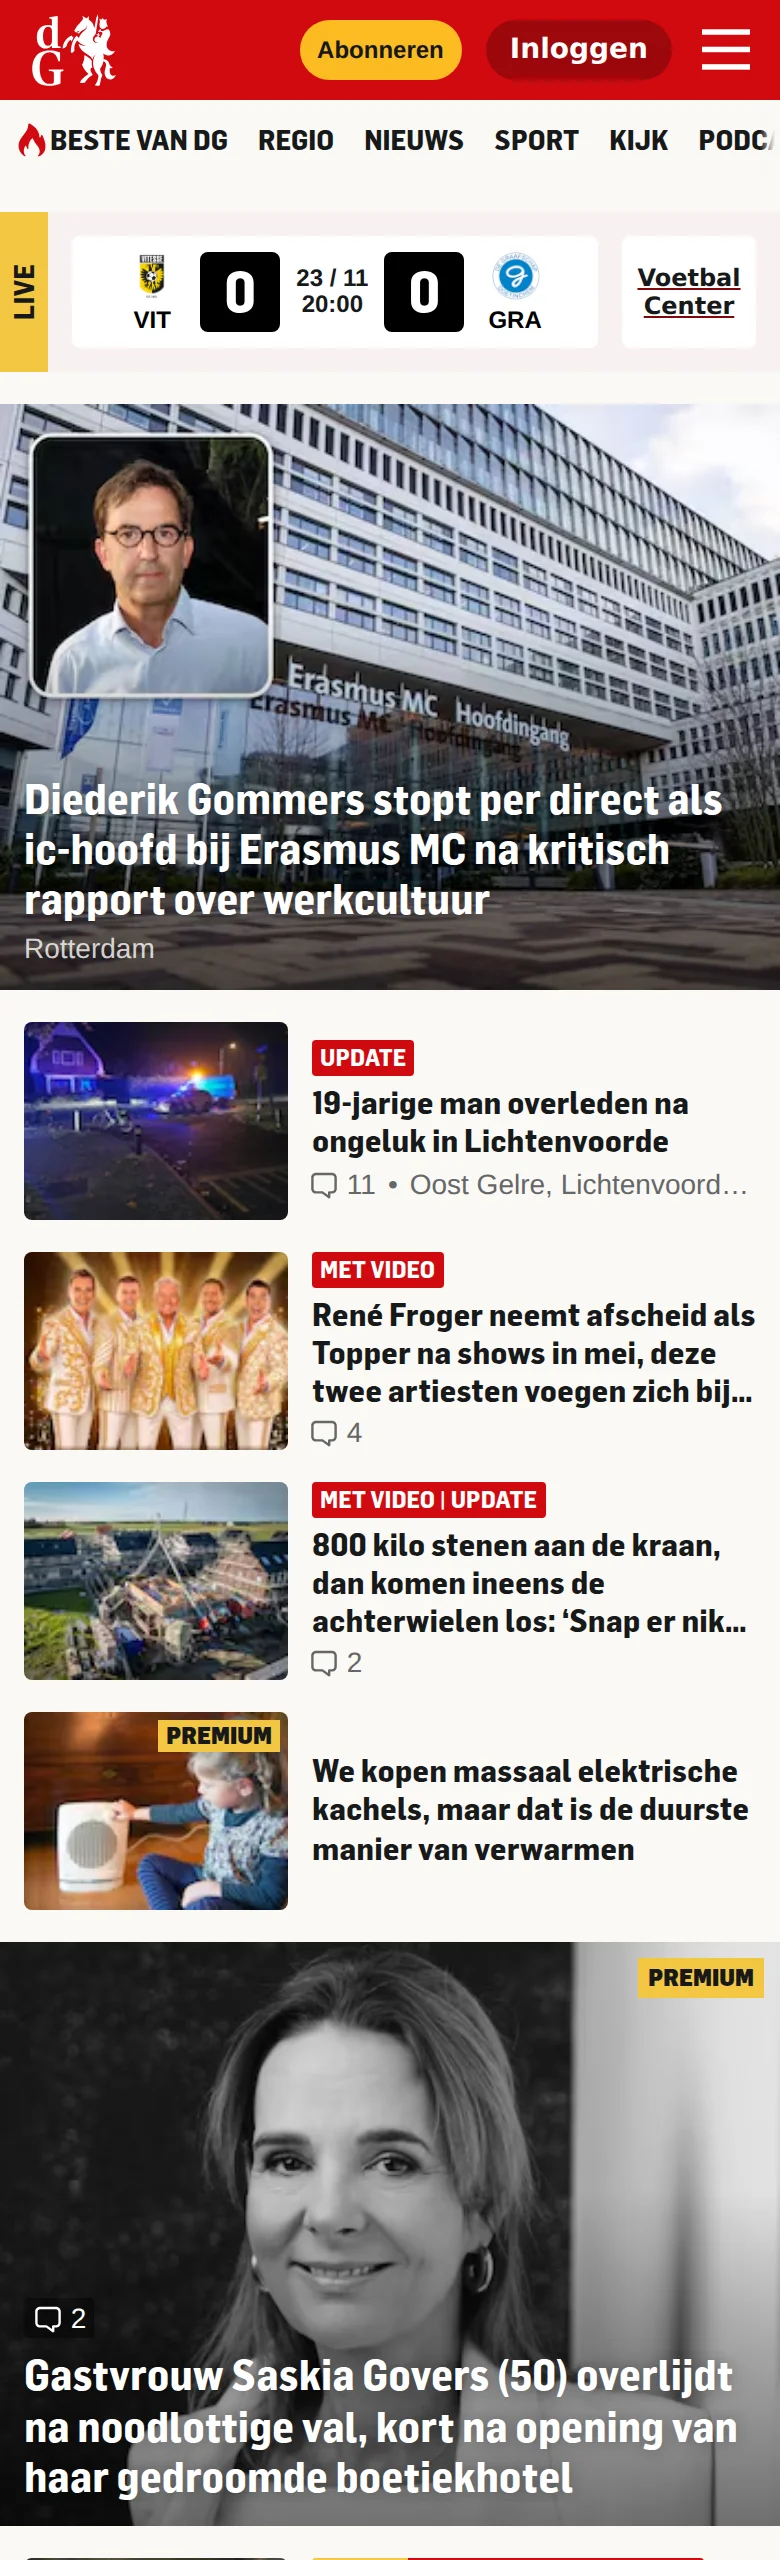 dG
Abonneren
Inloggen
BESTE VAN DG REGIO NIEUWS SPORT KIJK PODCA
LIVE
VITESSE
VIT
0
23 / 11
20:00
0
GRA
Voetbal
Center
Erasmus MC Hoofdingang
Erasmus MC Hoofdingang
Diederik Gommers stopt per direct als
ic-hoofd bij Erasmus MC na kritisch
rapport over werkcultuur
Rotterdam
UPDATE
19-jarige man overleden na
ongeluk in Lichtenvoorde
11 • Oost Gelre, Lichtenvoord…
MET VIDEO
René Froger neemt afscheid als
Topper na shows in mei, deze
twee artiesten voegen zich bij…
4
MET VIDEO | UPDATE
800 kilo stenen aan de kraan,
dan komen ineens de
achterwielen los: ‘Snap er nik…
2
PREMIUM
We kopen massaal elektrische
kachels, maar dat is de duurste
manier van verwarmen
PREMIUM
2
Gastvrouw Saskia Govers (50) overlijdt
na noodlottige val, kort na opening van
haar gedroomde boetiekhotel